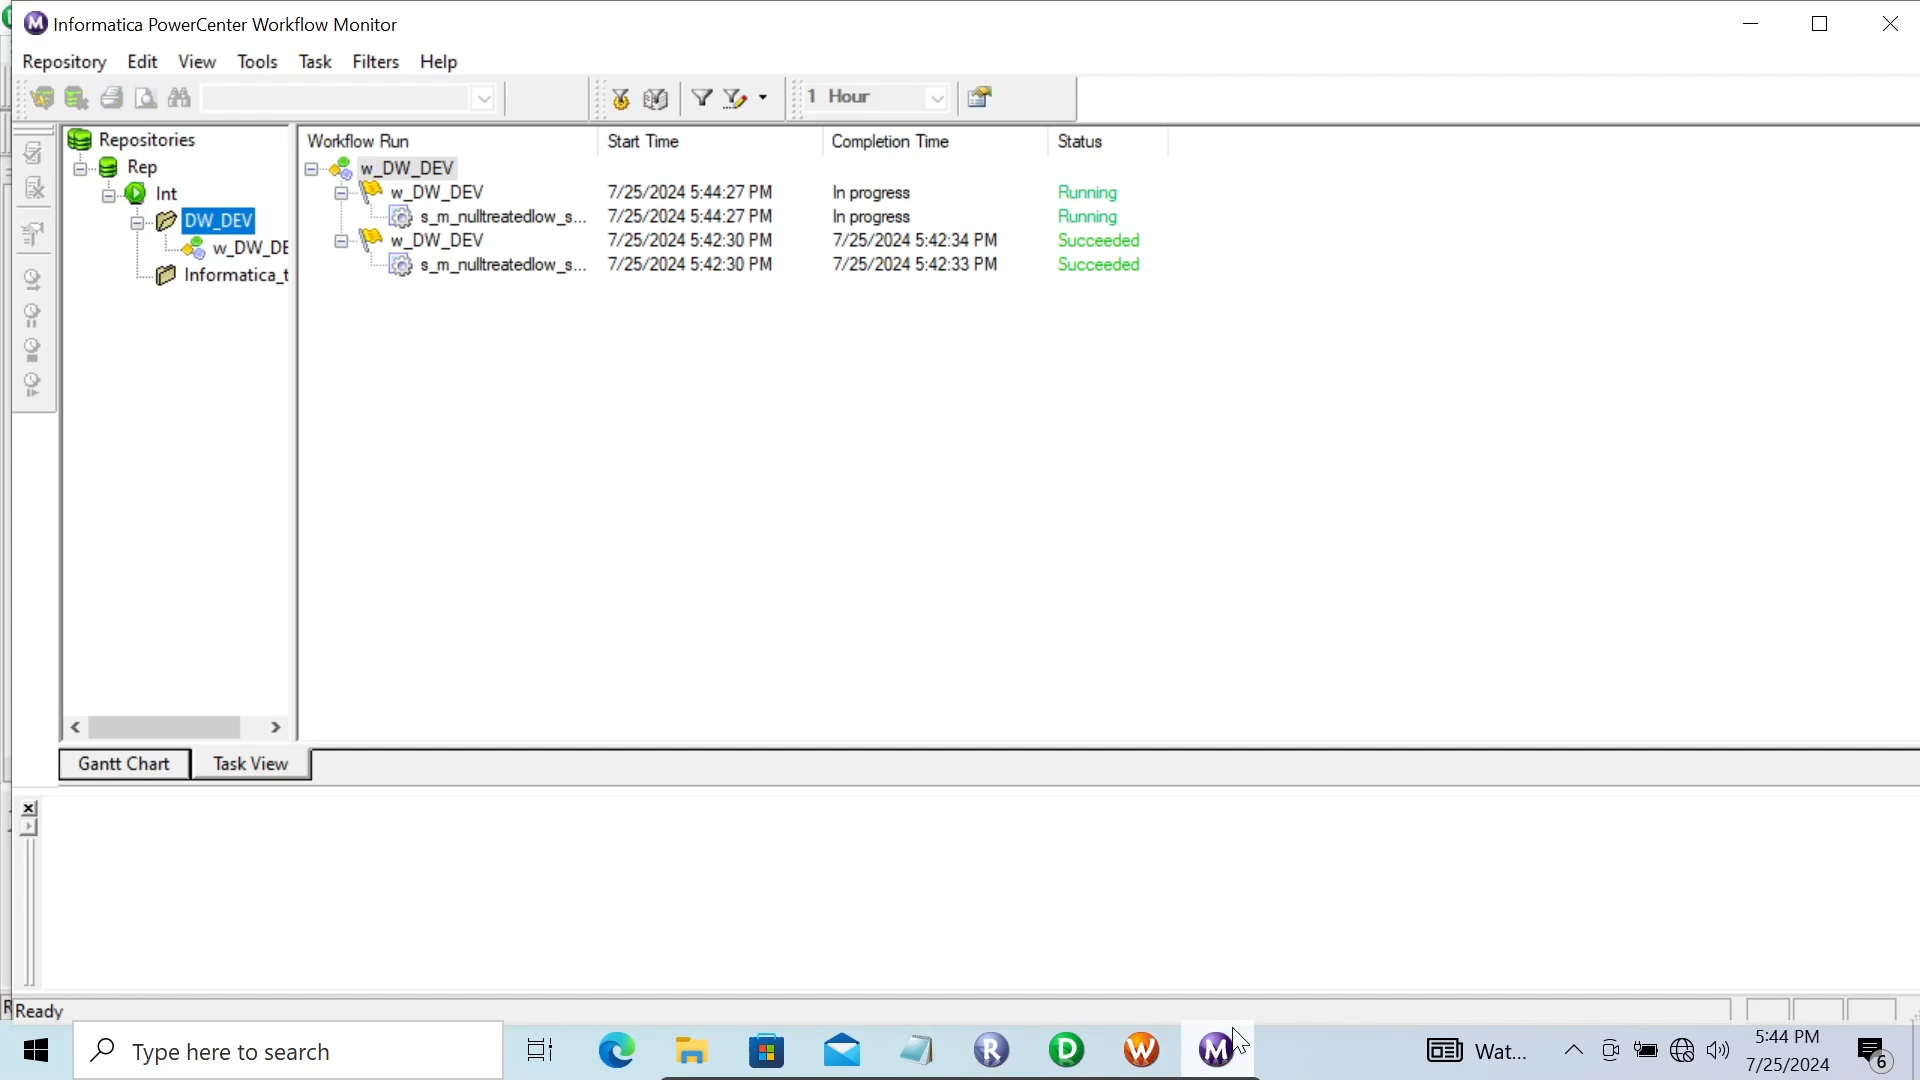 Informatica PowerCenter Workflow Monitor
Repository Edit View Tools Task Filters Help
1 Hour
Repositories
Rep
Int
DW_DEV
w_DW_DE
Informatica_t
Workflow Run Start Time Completion Time Status
w_DW_DEV
w_DW_DEV 7/25/2024 5:44:27 PM In progress Running
s_m_nulltreatedlow_s... 7/25/2024 5:44:27 PM In progress Running
w_DW_DEV 7/25/2024 5:42:30 PM 7/25/2024 5:42:34 PM Succeeded
s_m_nulltreatedlow_s... 7/25/2024 5:42:30 PM 7/25/2024 5:42:33 PM Succeeded
Gantt Chart Task View
Ready
Type here to search
R D W M
Wat...
5:44 PM
7/25/2024
6